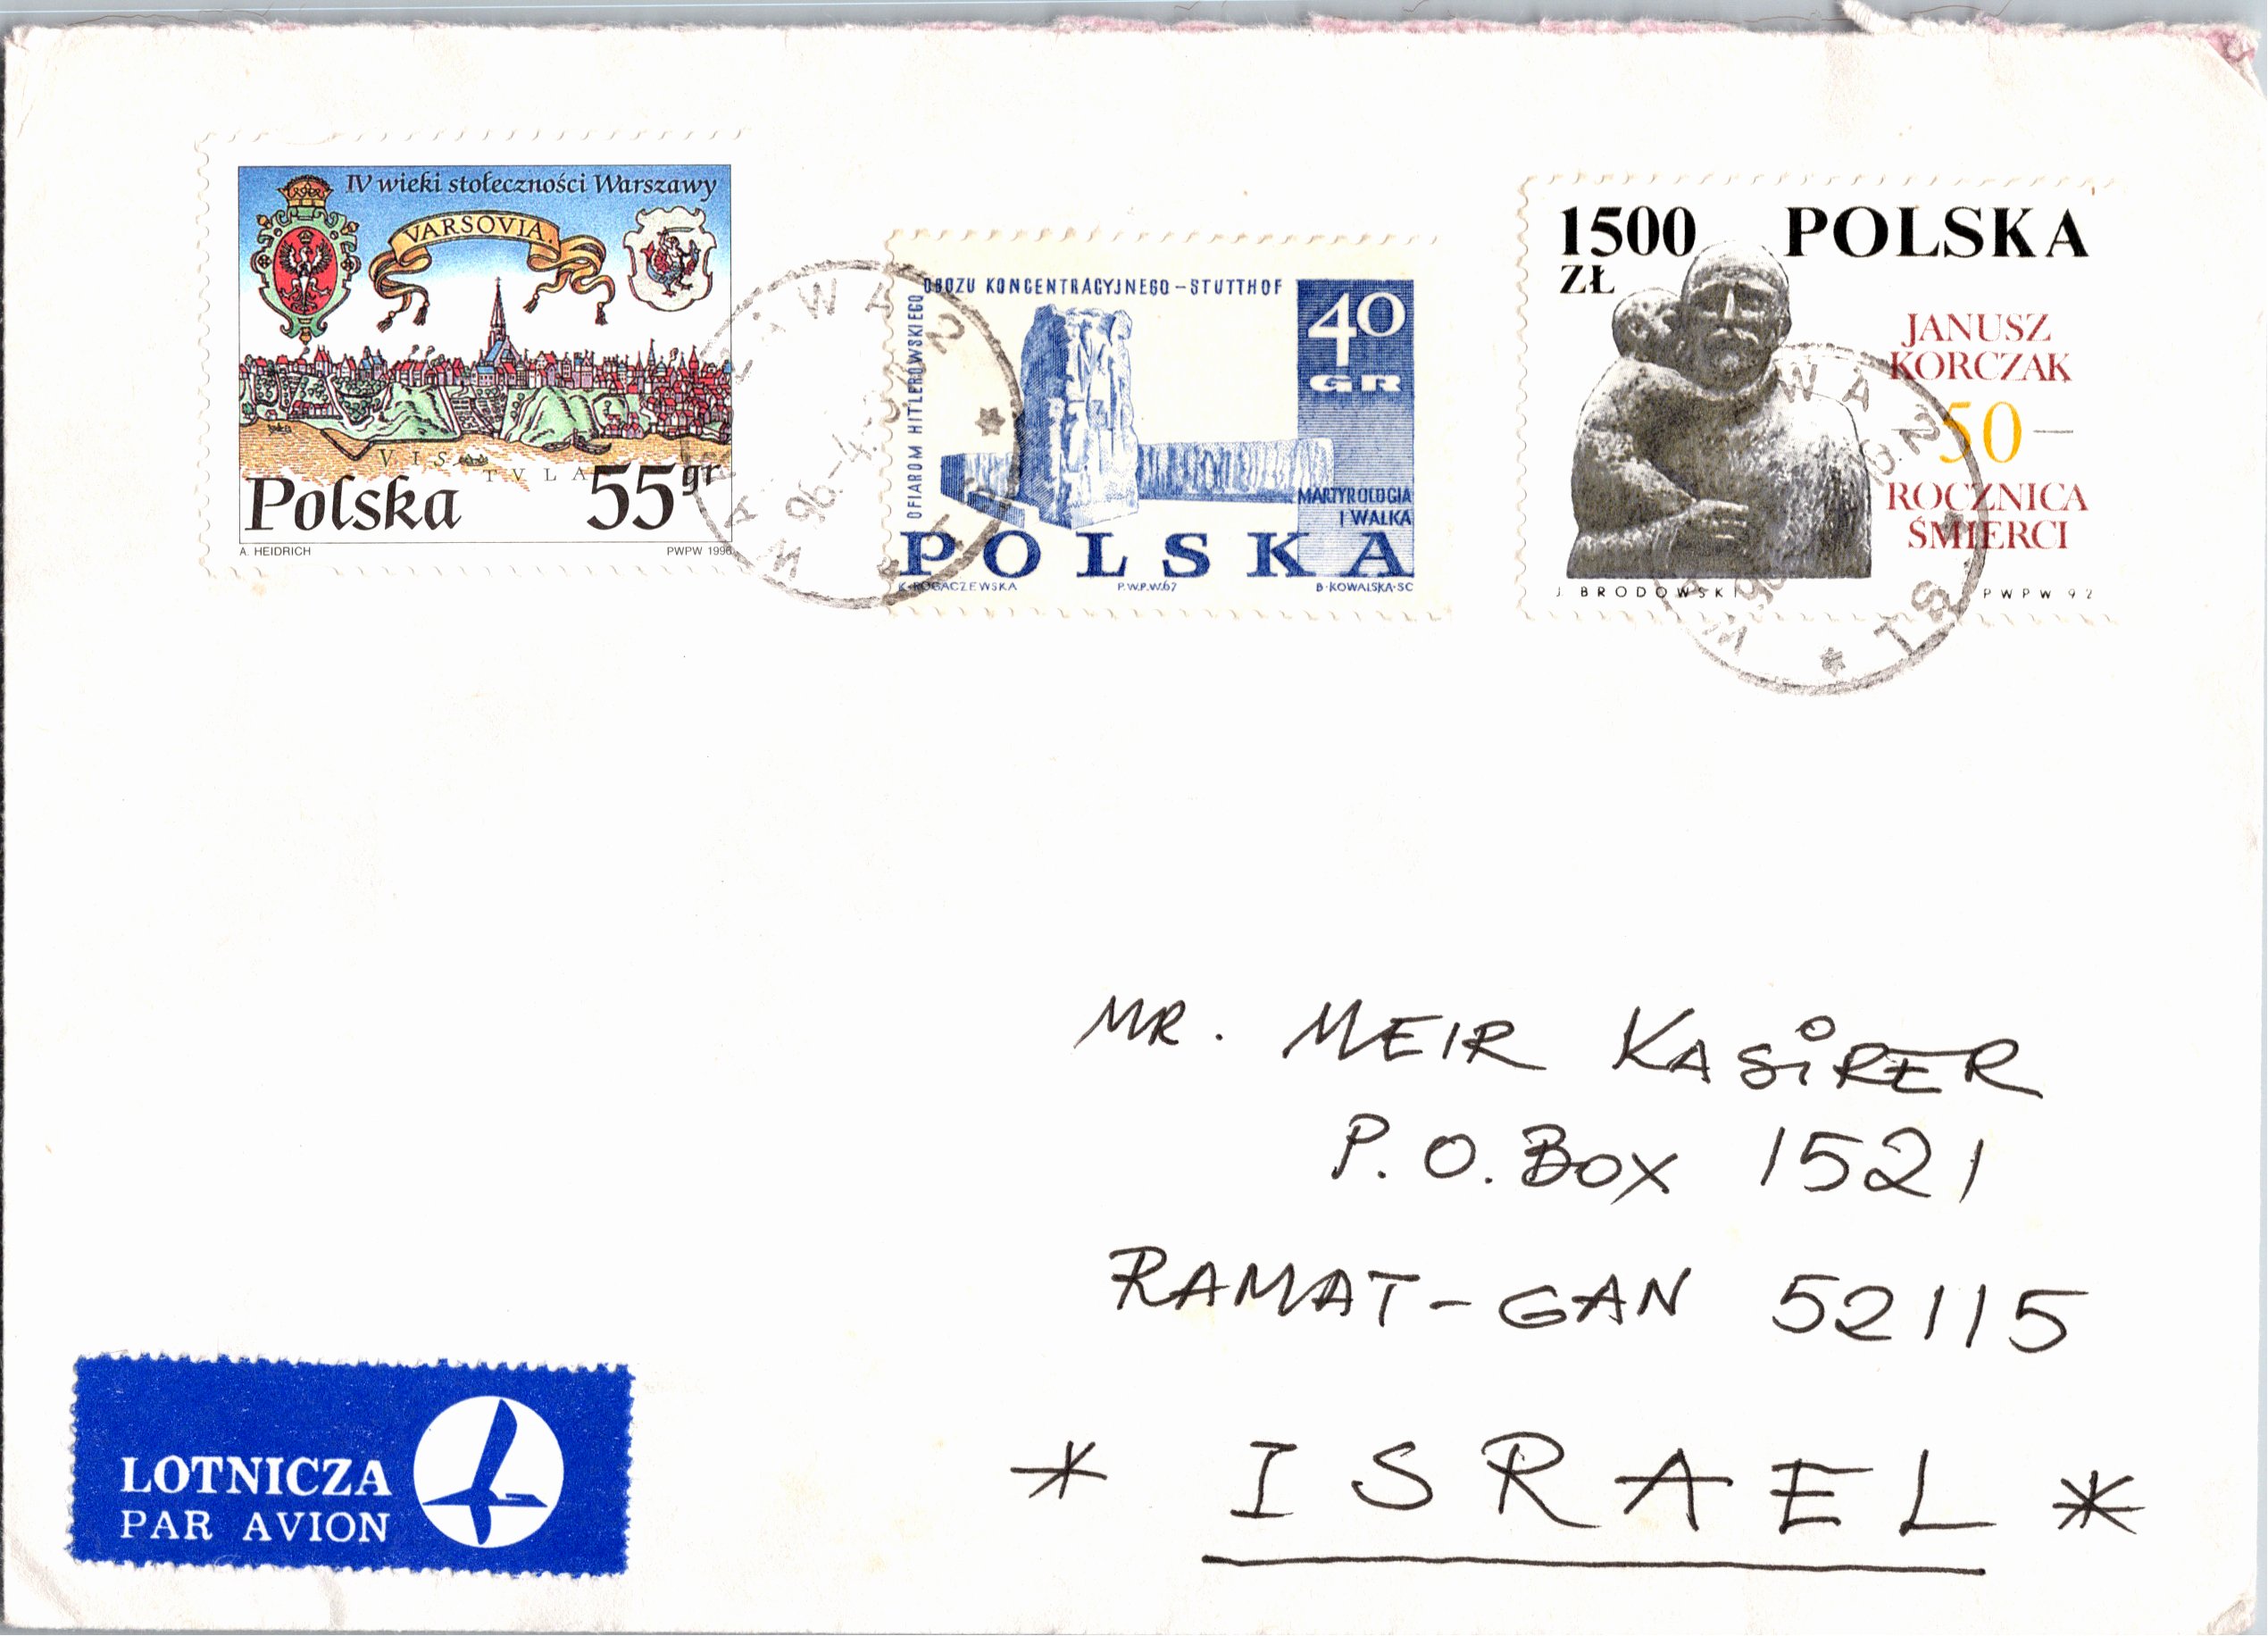 IV wieki stołeczności Warszawy
VARSOVIA.
VISTVLA
Polska 55gr
A. HEIDRICH PWPW 1996
OFIAROM HITLEROWSKIEGO
OBOZU KONCENTRACYJNEGO-STUTTHOF
40
GR
MARTYROLOGIA
I WALKA
POLSKA
K·ROGACZEWSKA P.W.P.W.67 B·KOWALSKA·SC
1500 POLSKA
ZŁ
JANUSZ
KORCZAK
50—
ROCZNICA
ŚMIERCI
J. BRODOWSKI PWPW 92
MR. MEIR KASIRER
P.O. BOX 1521
RAMAT-GAN 52115
* ISRAEL *
LOTNICZA
PAR AVION